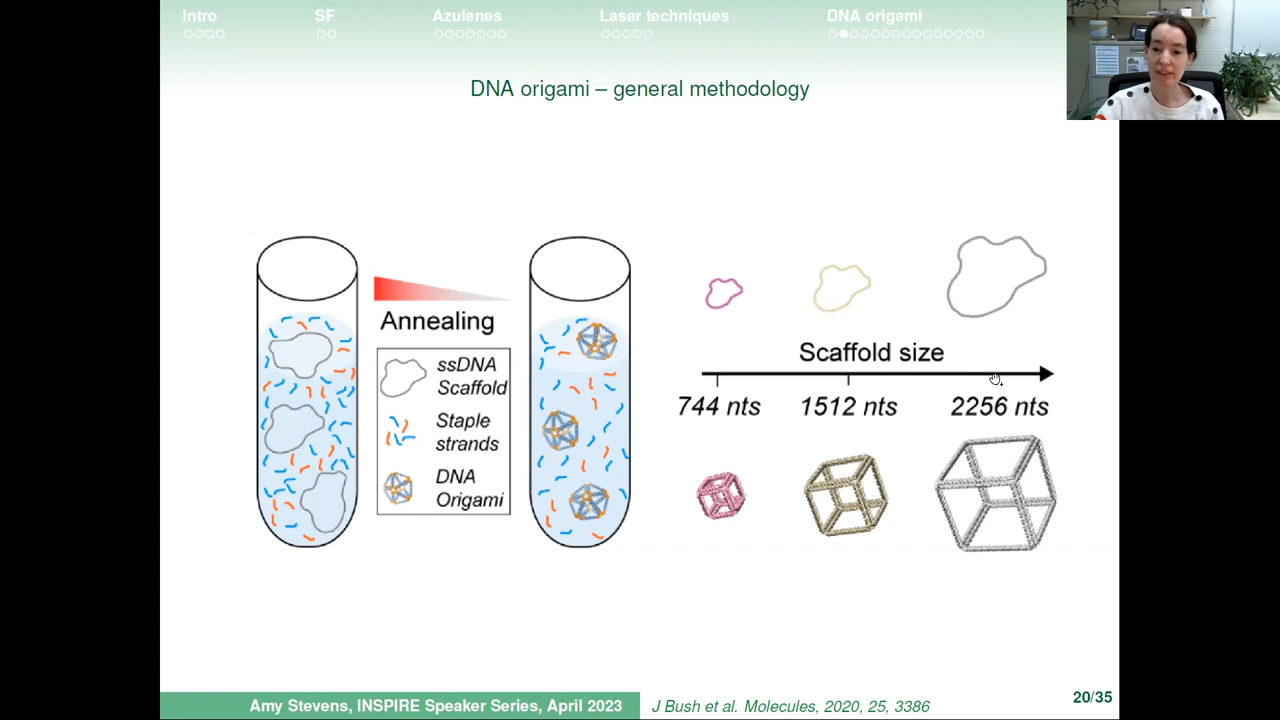 Intro
SF
Azulenes
Laser techniques
DNA origami
DNA origami – general methodology
Annealing
ssDNA
Scaffold
Staple
strands
DNA
Origami
Scaffold size
744 nts
1512 nts
2256 nts
Amy Stevens, INSPIRE Speaker Series, April 2023
J Bush et al. Molecules, 2020, 25, 3386
20/35